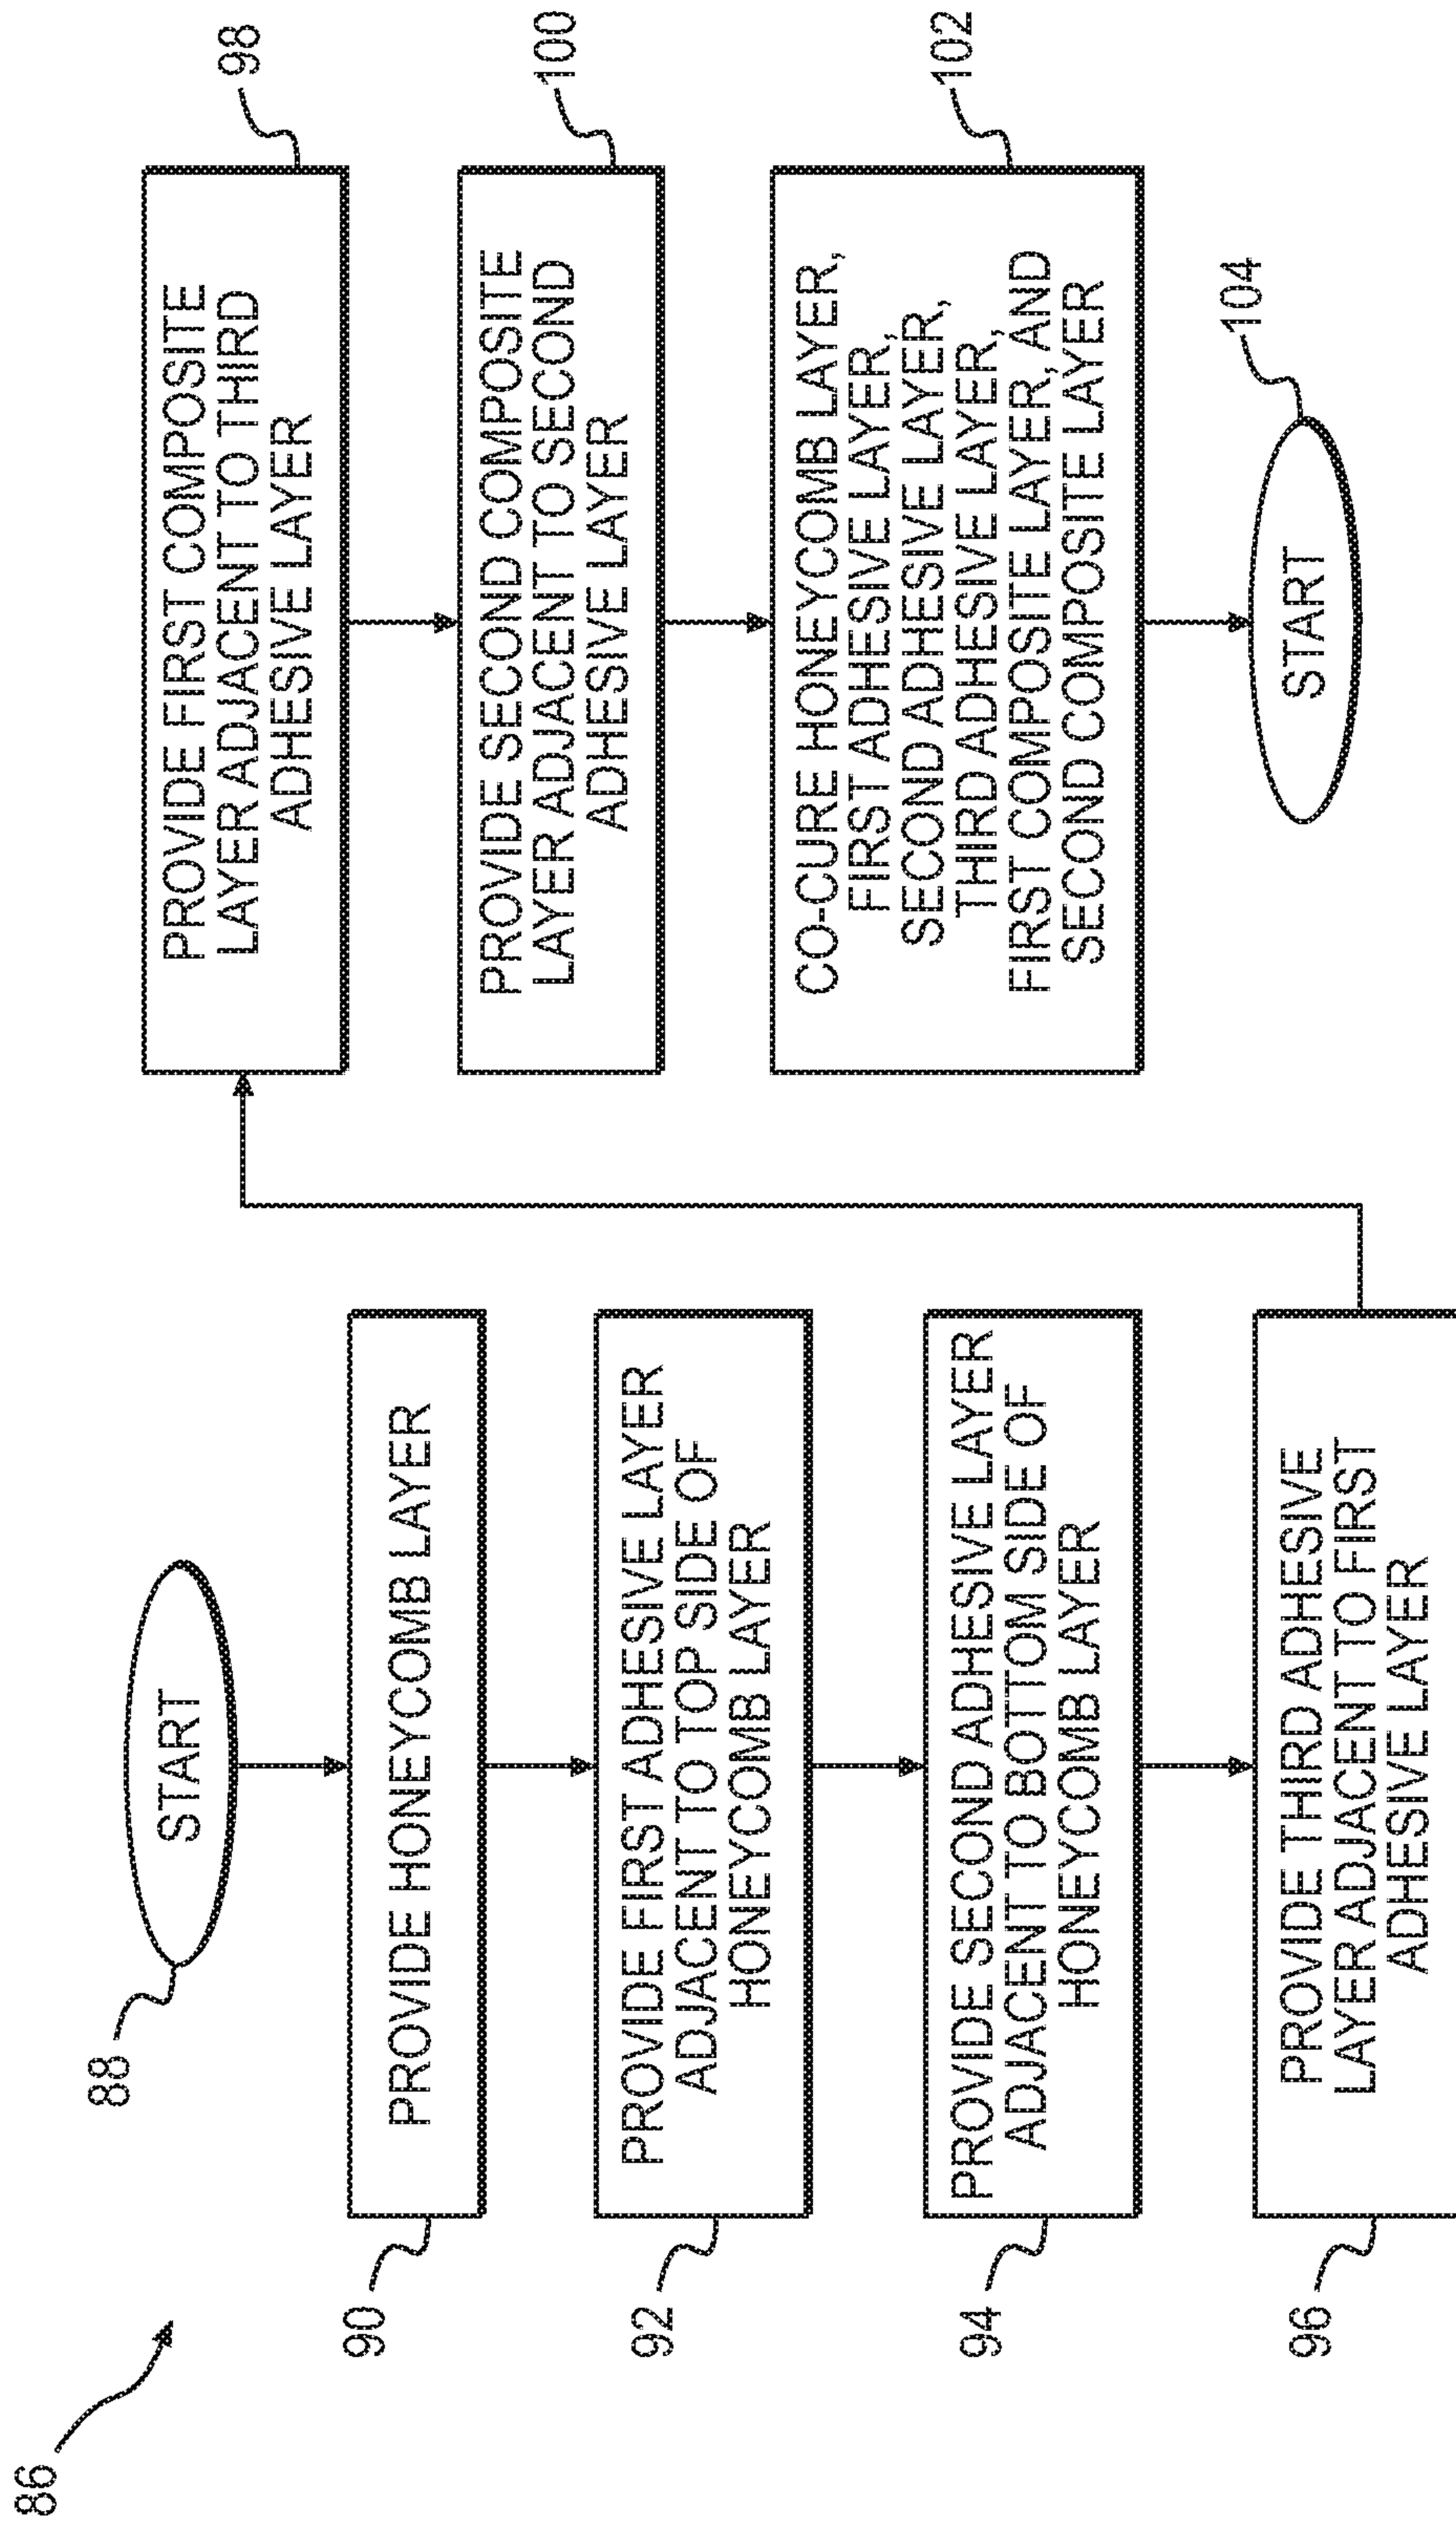 86
88
START
90
PROVIDE HONEYCOMB LAYER
92
PROVIDE FIRST ADHESIVE LAYER
ADJACENT TO TOP SIDE OF
HONEYCOMB LAYER
94
PROVIDE SECOND ADHESIVE LAYER
ADJACENT TO BOTTOM SIDE OF
HONEYCOMB LAYER
96
PROVIDE THIRD ADHESIVE
LAYER ADJACENT TO FIRST
ADHESIVE LAYER
98
PROVIDE FIRST COMPOSITE
LAYER ADJACENT TO THIRD
ADHESIVE LAYER
100
PROVIDE SECOND COMPOSITE
LAYER ADJACENT TO SECOND
ADHESIVE LAYER
102
CO-CURE HONEYCOMB LAYER,
FIRST ADHESIVE LAYER,
SECOND ADHESIVE LAYER,
THIRD ADHESIVE LAYER,
FIRST COMPOSITE LAYER, AND
SECOND COMPOSITE LAYER
104
START